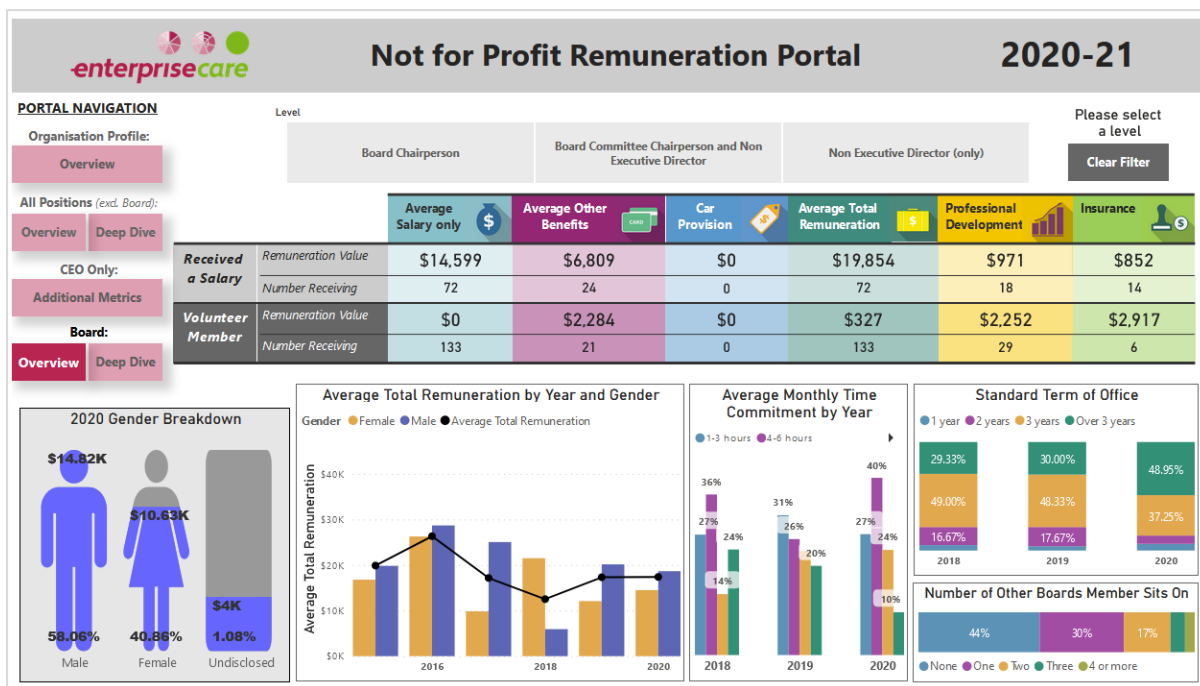 enterprisecare
Not for Profit Remuneration Portal
2020-21
PORTAL NAVIGATION
Organisation Profile:
Overview
All Positions (excl. Board):
Overview
Deep Dive
CEO Only:
Additional Metrics
Board:
Overview
Deep Dive
Level
Board Chairperson
Board Committee Chairperson and Non
Executive Director
Non Executive Director (only)
Please select
a level
Clear Filter
Average
Salary only
$
Average Other
Benefits
CARD
Car
Provision
$
Average Total
Remuneration
$
Professional
Development
Insurance
$
Received
a Salary
Remuneration Value
$14,599
$6,809
$0
$19,854
$971
$852
Number Receiving
72
24
0
72
18
14
Volunteer
Member
Remuneration Value
$0
$2,284
$0
$327
$2,252
$2,917
Number Receiving
133
21
0
133
29
6
2020 Gender Breakdown
$14.82K
$10.63K
$4K
58.06%
40.86%
1.08%
Male
Female
Undisclosed
Average Total Remuneration by Year and Gender
Gender
Female
Male
Average Total Remuneration
Average Total Remuneration
$40K
$30K
$20K
$10K
$0K
2016
2018
2020
Average Monthly Time
Commitment by Year
1-3 hours
4-6 hours
27%
36%
14%
24%
31%
26%
20%
27%
40%
24%
10%
2018
2019
2020
Standard Term of Office
1 year
2 years
3 years
Over 3 years
29.33%
49.00%
16.67%
30.00%
48.33%
17.67%
48.95%
37.25%
2018
2019
2020
Number of Other Boards Member Sits On
44%
30%
17%
None
One
Two
Three
4 or more